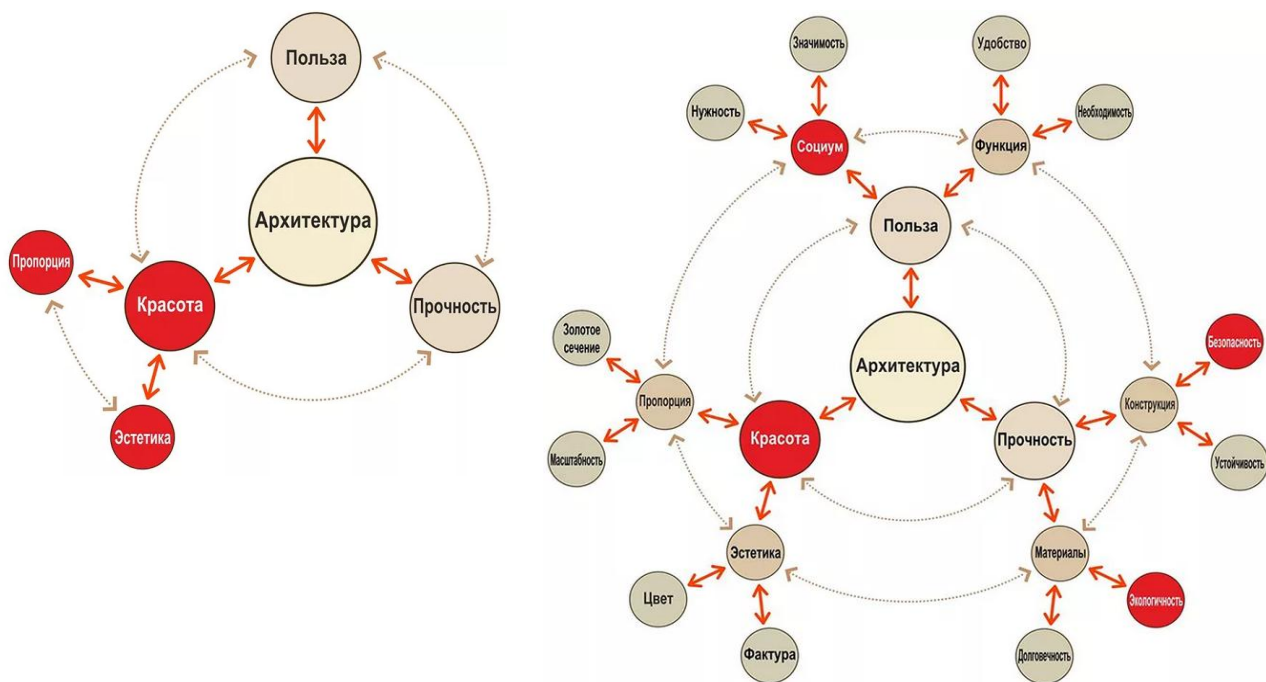 Польза
Архитектура
Пропорция
Красота
Прочность
Эстетика
Значимость
Удобство
Нужность
Необходимость
Социум
Функция
Польза
Золотое
сечение
Безопасность
Архитектура
Пропорция
Конструкция
Красота
Прочность
Масштабность
Устойчивость
Эстетика
Материалы
Цвет
Экологичность
Фактура
Долговечность